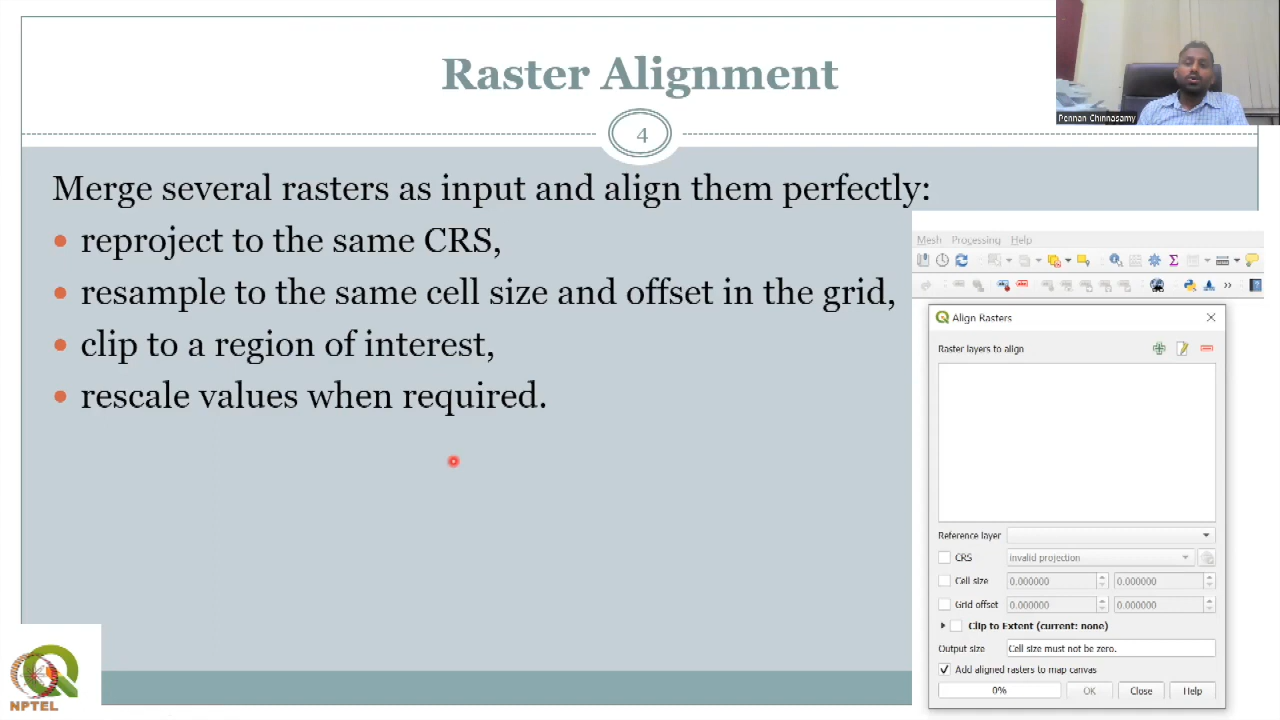 Raster Alignment
Pennan Chinnasamy
4
Merge several rasters as input and align them perfectly:
• reproject to the same CRS,
• resample to the same cell size and offset in the grid,
• clip to a region of interest,
• rescale values when required.
Mesh Processing Help
Align Rasters
Raster layers to align
Reference layer
CRS invalid projection
Cell size 0.000000 0.000000
Grid offset 0.000000 0.000000
Clip to Extent (current: none)
Output size Cell size must not be zero.
Add aligned rasters to map canvas
0% OK Close Help
NPTEL